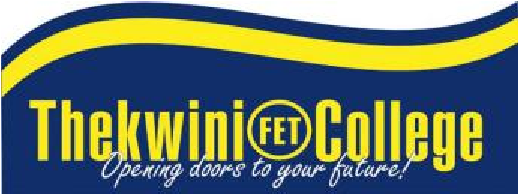 Thekwini FET College
Opening doors to your future!